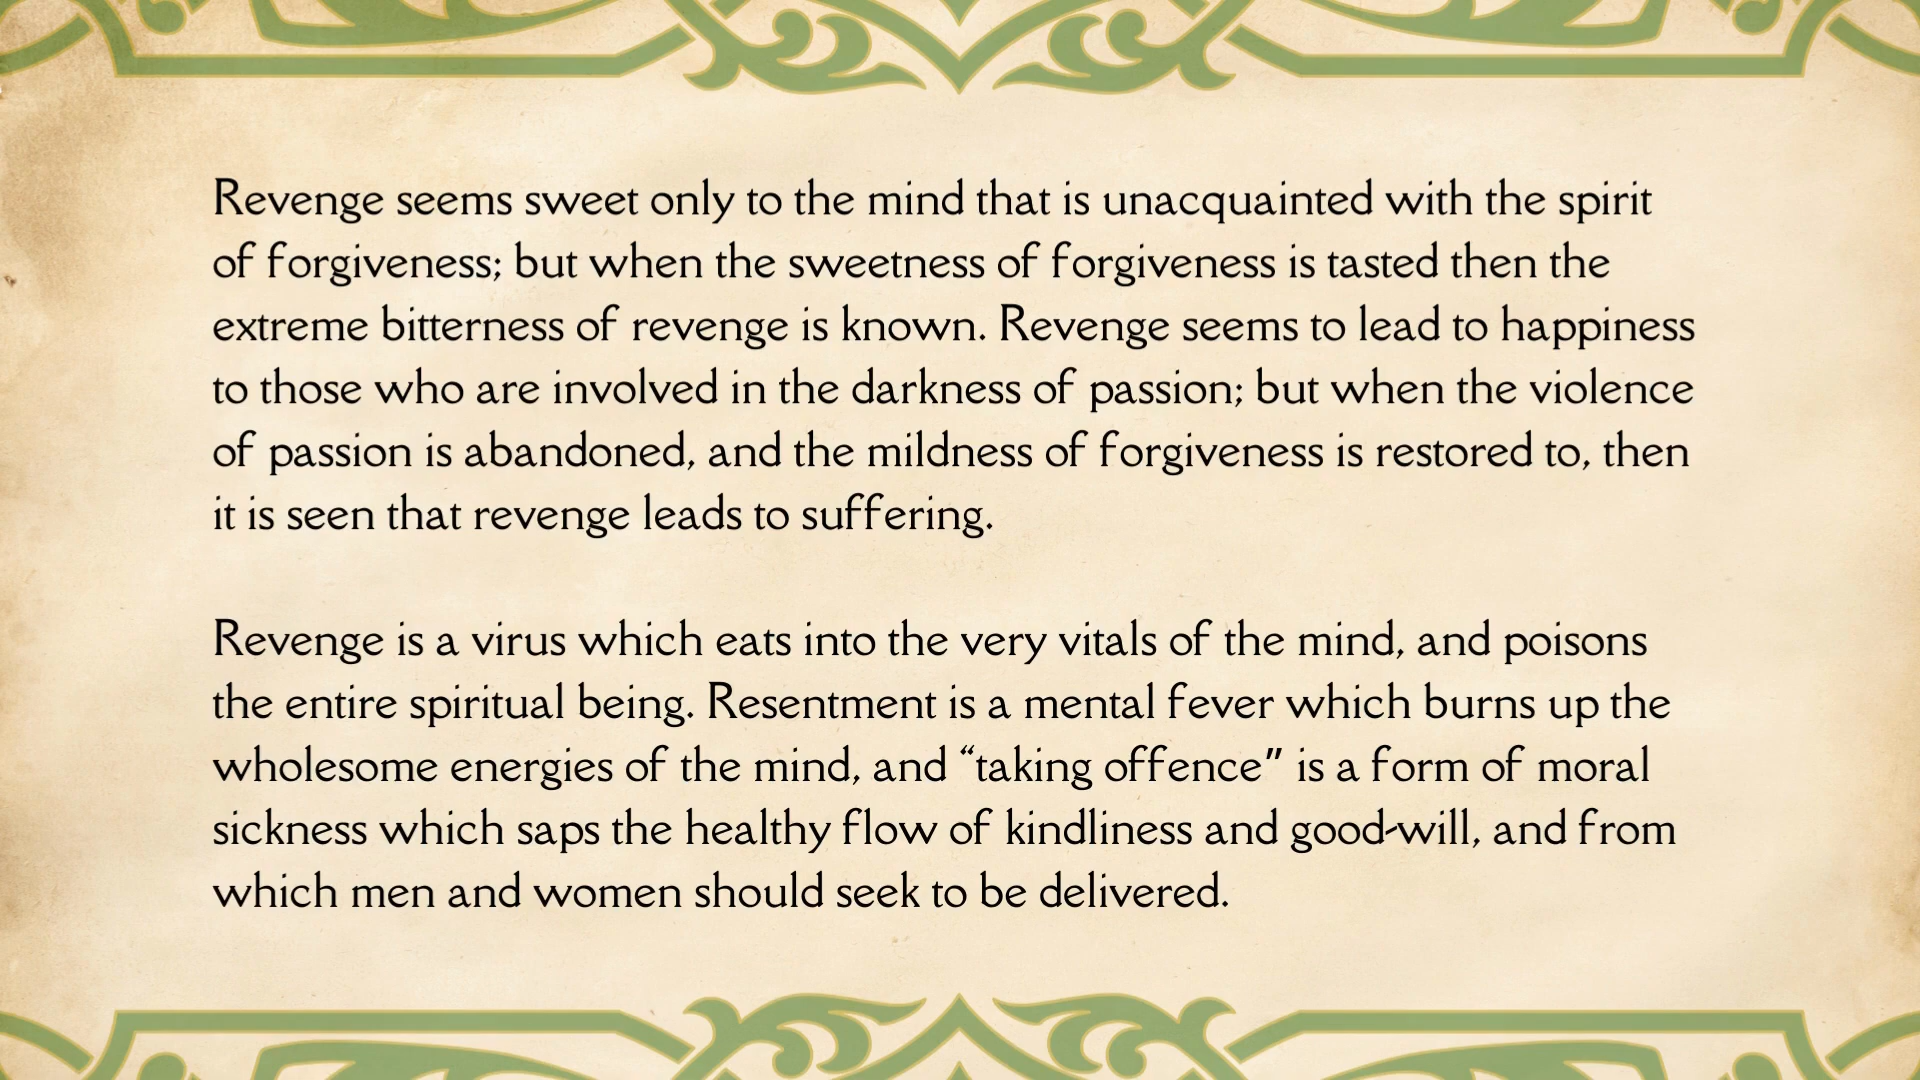 Revenge seems sweet only to the mind that is unacquainted with the spirit
of forgiveness; but when the sweetness of forgiveness is tasted then the
extreme bitterness of revenge is known. Revenge seems to lead to happiness
to those who are involved in the darkness of passion; but when the violence
of passion is abandoned, and the mildness of forgiveness is restored to, then
it is seen that revenge leads to suffering.
Revenge is a virus which eats into the very vitals of the mind, and poisons
the entire spiritual being. Resentment is a mental fever which burns up the
wholesome energies of the mind, and “taking offence” is a form of moral
sickness which saps the healthy flow of kindliness and good-will, and from
which men and women should seek to be delivered.